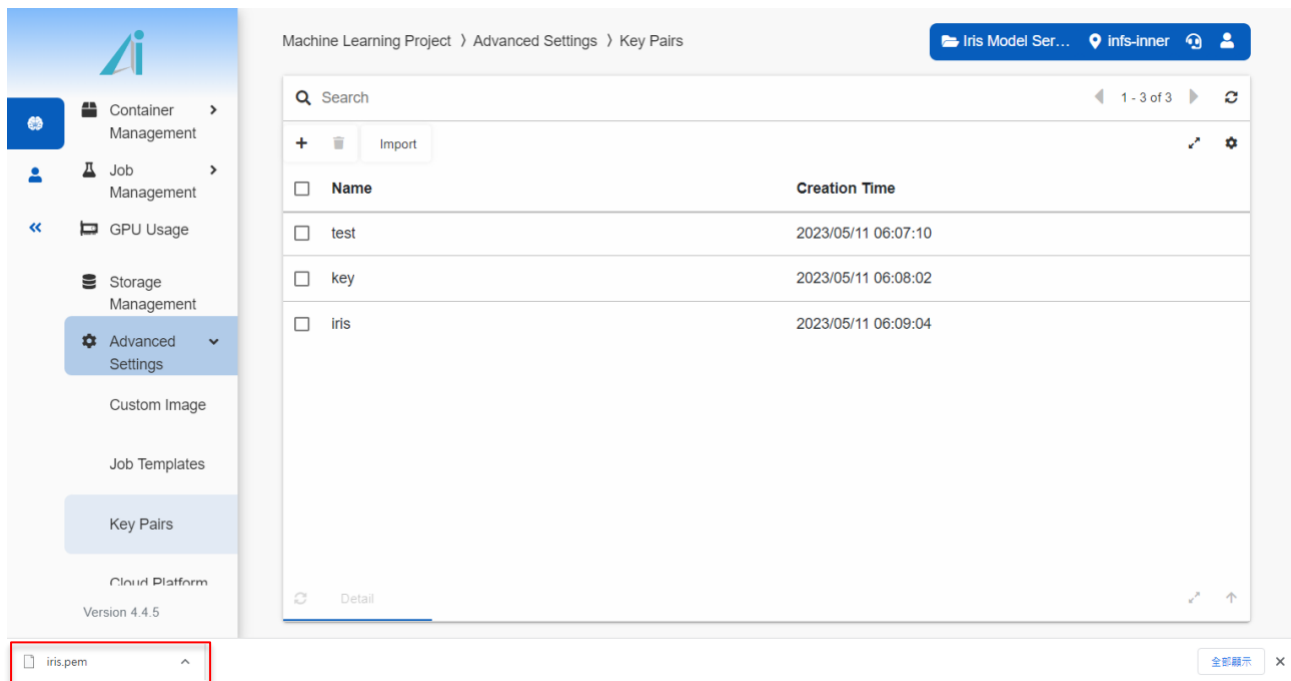 Ai
Machine Learning Project 〉 Advanced Settings 〉 Key Pairs
Iris Model Ser...
infs-inner
Container
Management
Job
Management
GPU Usage
Storage
Management
Advanced
Settings
Custom Image
Job Templates
Key Pairs
Cloud Platform
Version 4.4.5
Search
1 - 3 of 3
+ Import
Name Creation Time
test 2023/05/11 06:07:10
key 2023/05/11 06:08:02
iris 2023/05/11 06:09:04
Detail
iris.pem
全部顯示